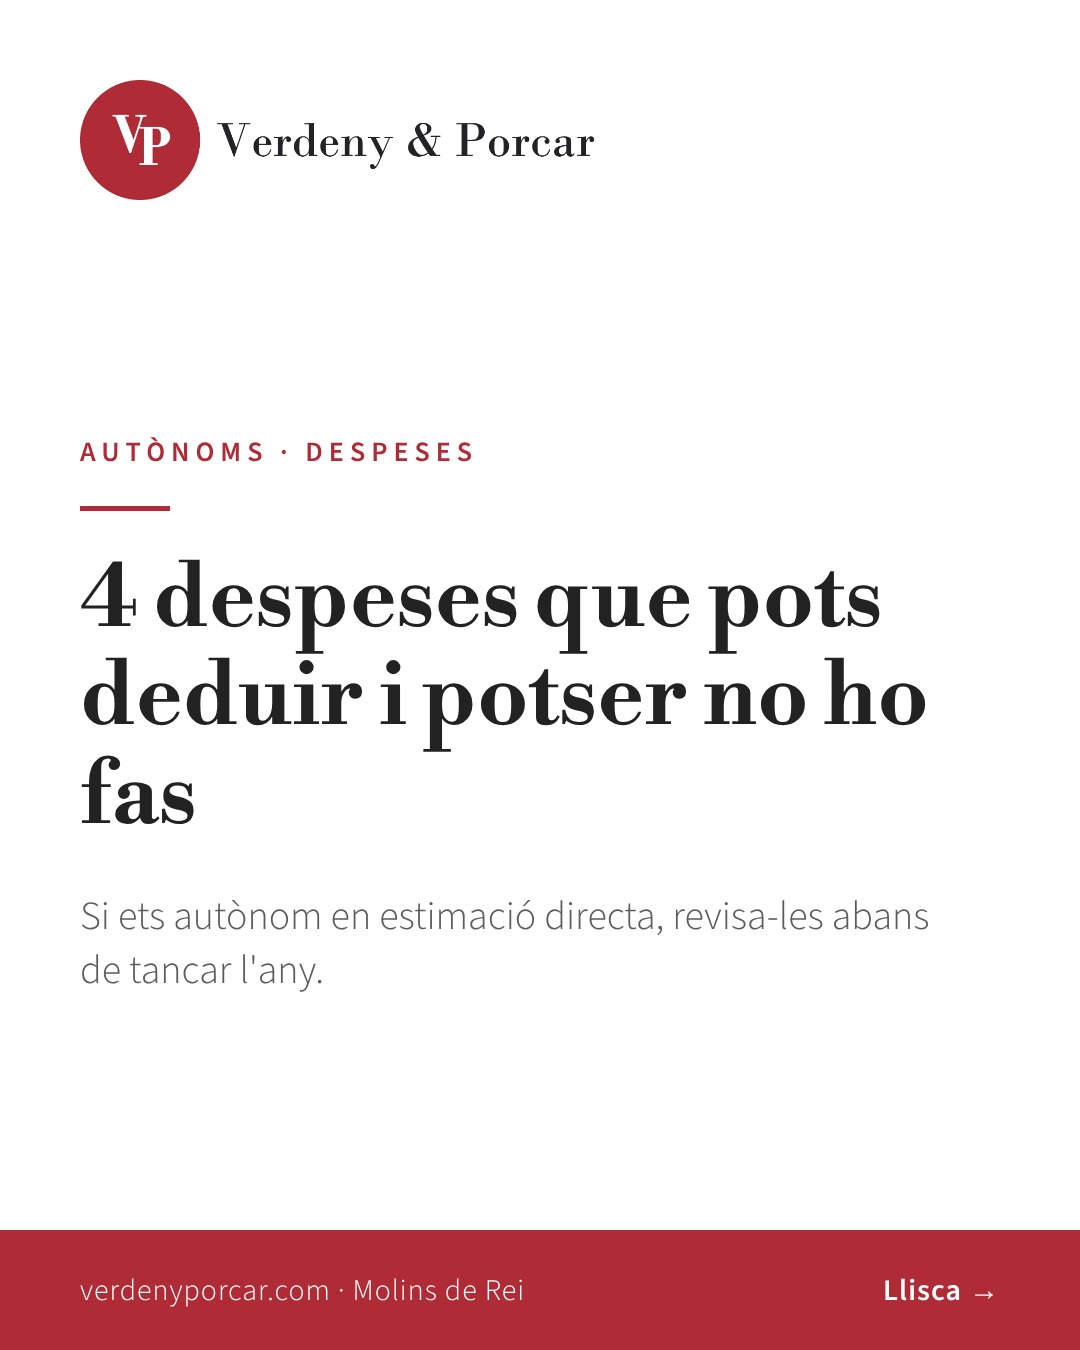 VP
Verdeny & Porcar
AUTÒNOMS · DESPESES
4 despeses que pots
deduir i potser no ho
fas
Si ets autònom en estimació directa, revisa-les abans
de tancar l'any.
verdenyporcar.com · Molins de Rei
Llisca →